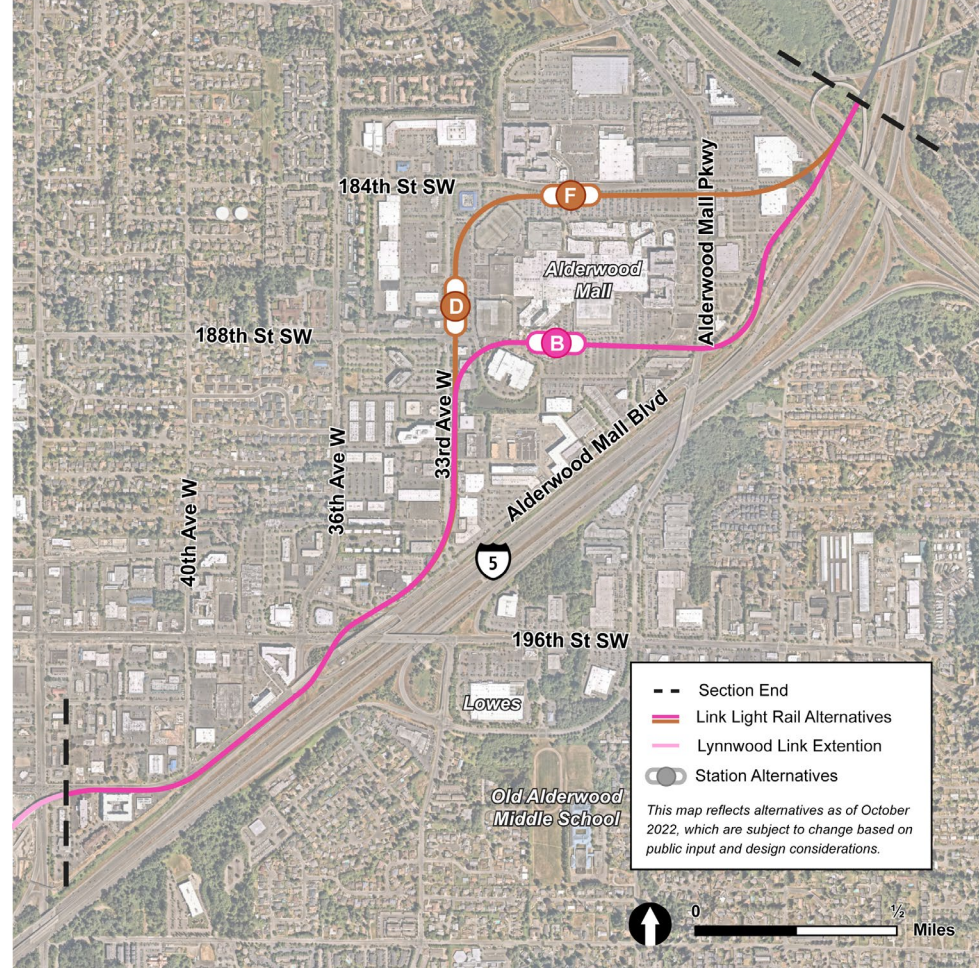 184th St SW
F
Alderwood Mall Pkwy
Alderwood
Mall
D
188th St SW
B
33rd Ave W
Alderwood Mall Blvd
36th Ave W
40th Ave W
5
196th St SW
Lowes
Old Alderwood
Middle School
Section End
Link Light Rail Alternatives
Lynnwood Link Extention
Station Alternatives
This map reflects alternatives as of October
2022, which are subject to change based on
public input and design considerations.
0
½
Miles